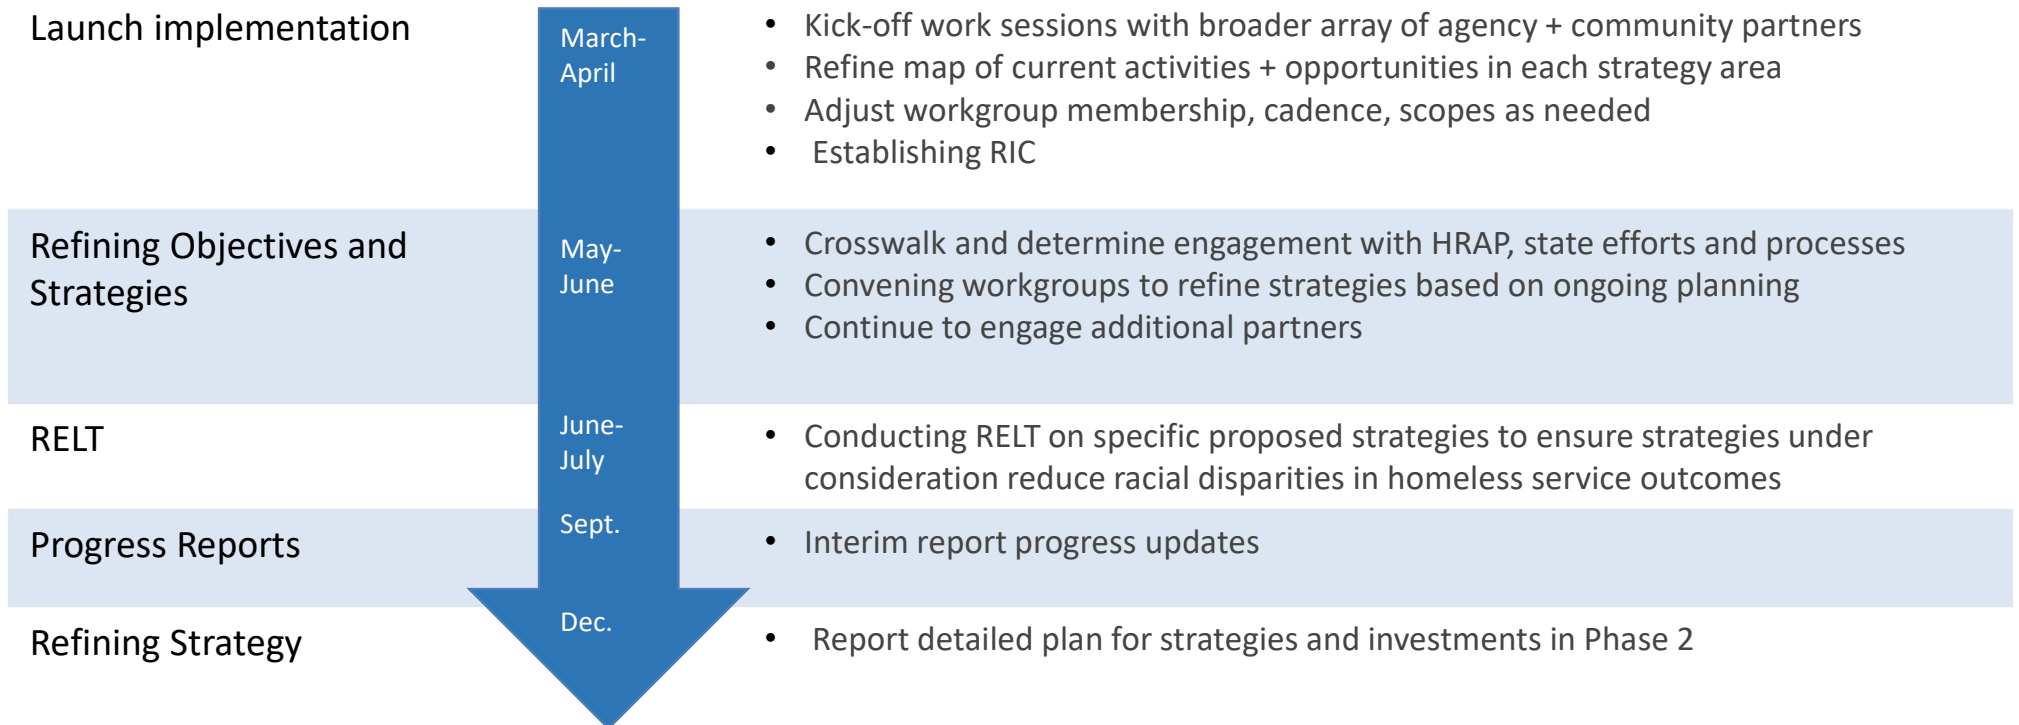 Launch implementation
March-
April
• Kick-off work sessions with broader array of agency + community partners
• Refine map of current activities + opportunities in each strategy area
• Adjust workgroup membership, cadence, scopes as needed
• Establishing RIC
Refining Objectives and
Strategies
May-
June
• Crosswalk and determine engagement with HRAP, state efforts and processes
• Convening workgroups to refine strategies based on ongoing planning
• Continue to engage additional partners
RELT
June-
July
• Conducting RELT on specific proposed strategies to ensure strategies under
consideration reduce racial disparities in homeless service outcomes
Progress Reports
Sept.
• Interim report progress updates
Refining Strategy
Dec.
• Report detailed plan for strategies and investments in Phase 2